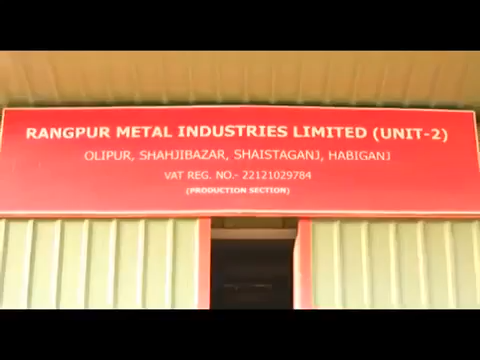 RANGPUR METAL INDUSTRIES LIMITED (UNIT-2)
OLIPUR, SHAHJIBAZAR, SHAISTAGANJ, HABIGANJ
VAT REG. NO.- 22121029784
(PRODUCTION SECTION)